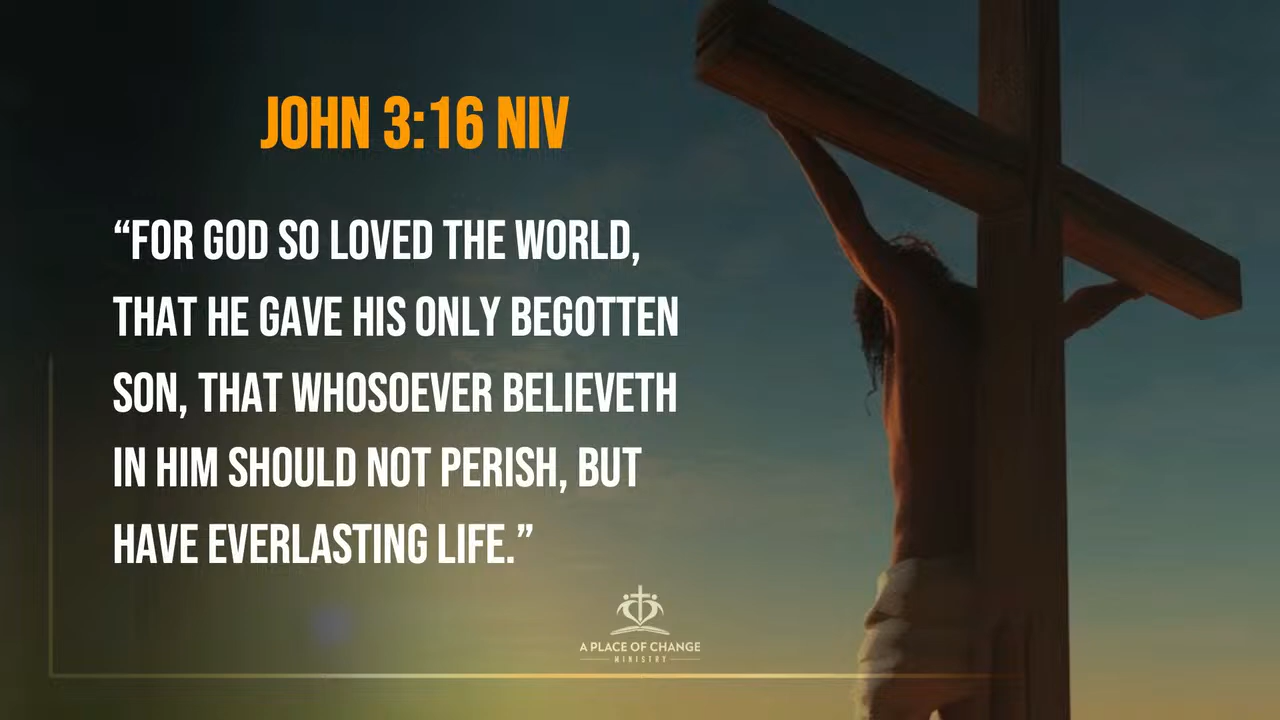 JOHN 3:16 NIV
“FOR GOD SO LOVED THE WORLD,
THAT HE GAVE HIS ONLY BEGOTTEN
SON, THAT WHOSOEVER BELIEVETH
IN HIM SHOULD NOT PERISH, BUT
HAVE EVERLASTING LIFE.”
A PLACE OF CHANGE
MINISTRY